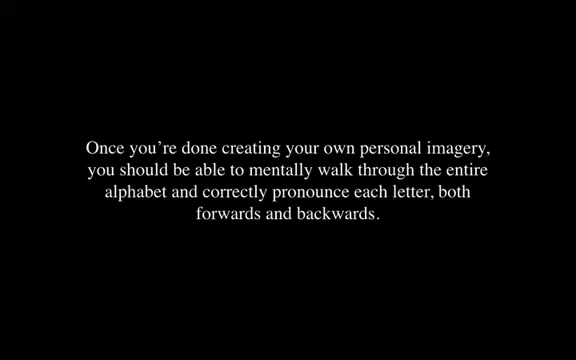 Once you’re done creating your own personal imagery,
you should be able to mentally walk through the entire
alphabet and correctly pronounce each letter, both
forwards and backwards.